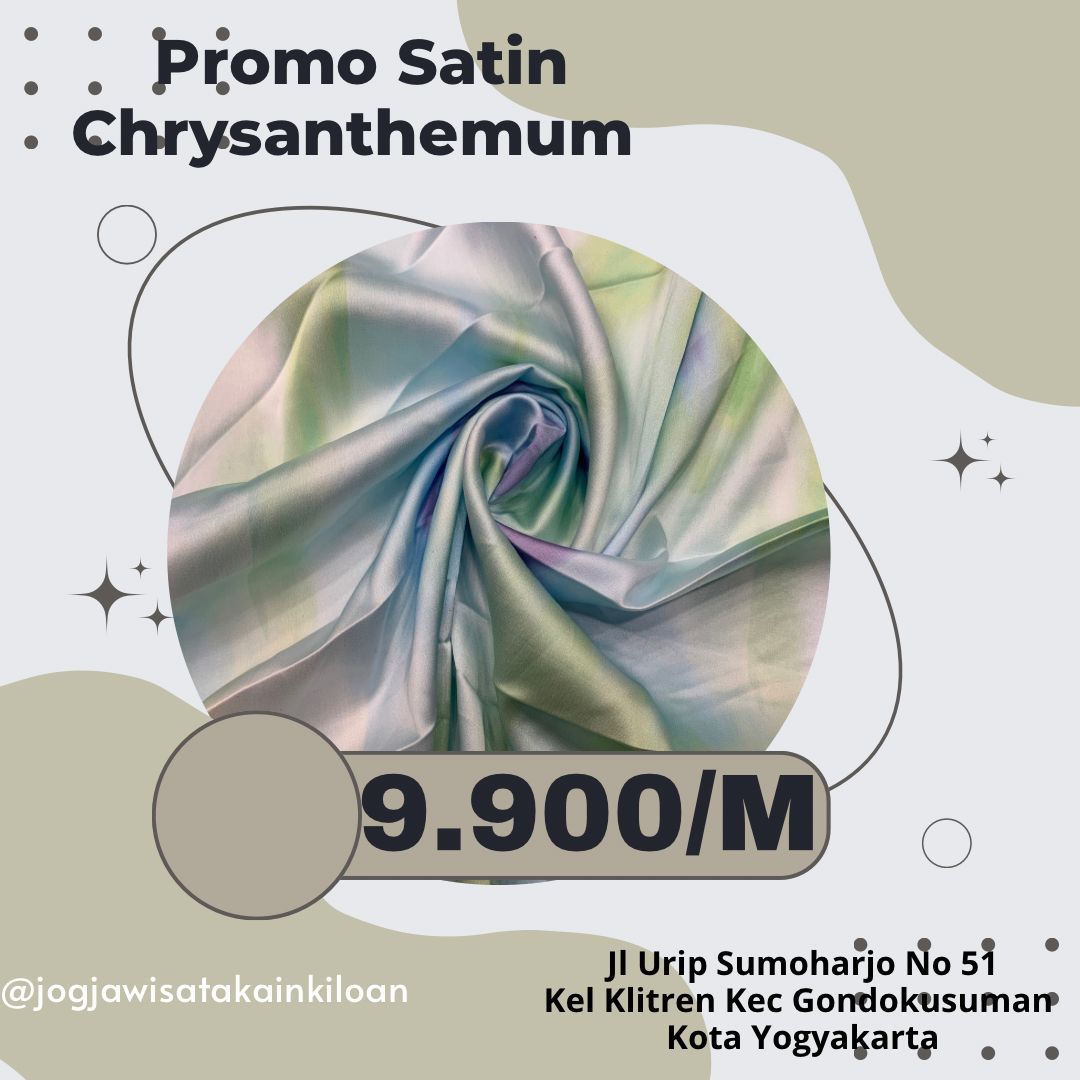 Promo Satin
Chrysanthemum
9.900/M
@jogjawisatakainkiloan
Jl Urip Sumoharjo No 51
Kel Klitren Kec Gondokusuman
Kota Yogyakarta